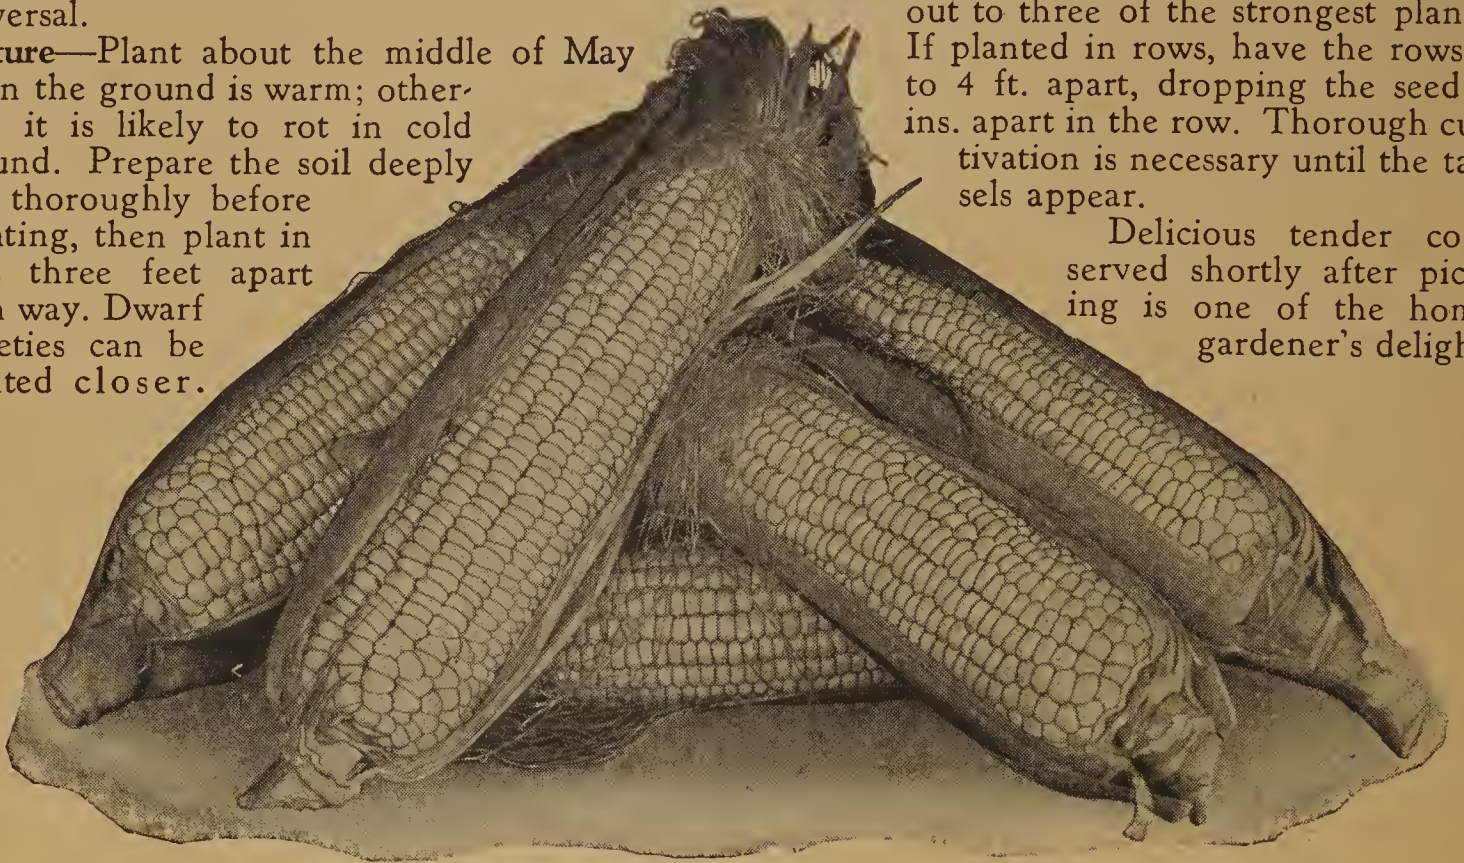 versal.
ture—Plant about the middle of May
n the ground is warm; other-
it is likely to rot in cold
und. Prepare the soil deeply
thoroughly before
ting, then plant in
three feet apart
n way. Dwarf
eties can be
ted closer.
out to three of the strongest plan
If planted in rows, have the rows
to 4 ft. apart, dropping the seed
ins. apart in the row. Thorough cu
tivation is necessary until the ta
sels appear.
Delicious tender co
served shortly after pic
ing is one of the hom
gardener's deligh